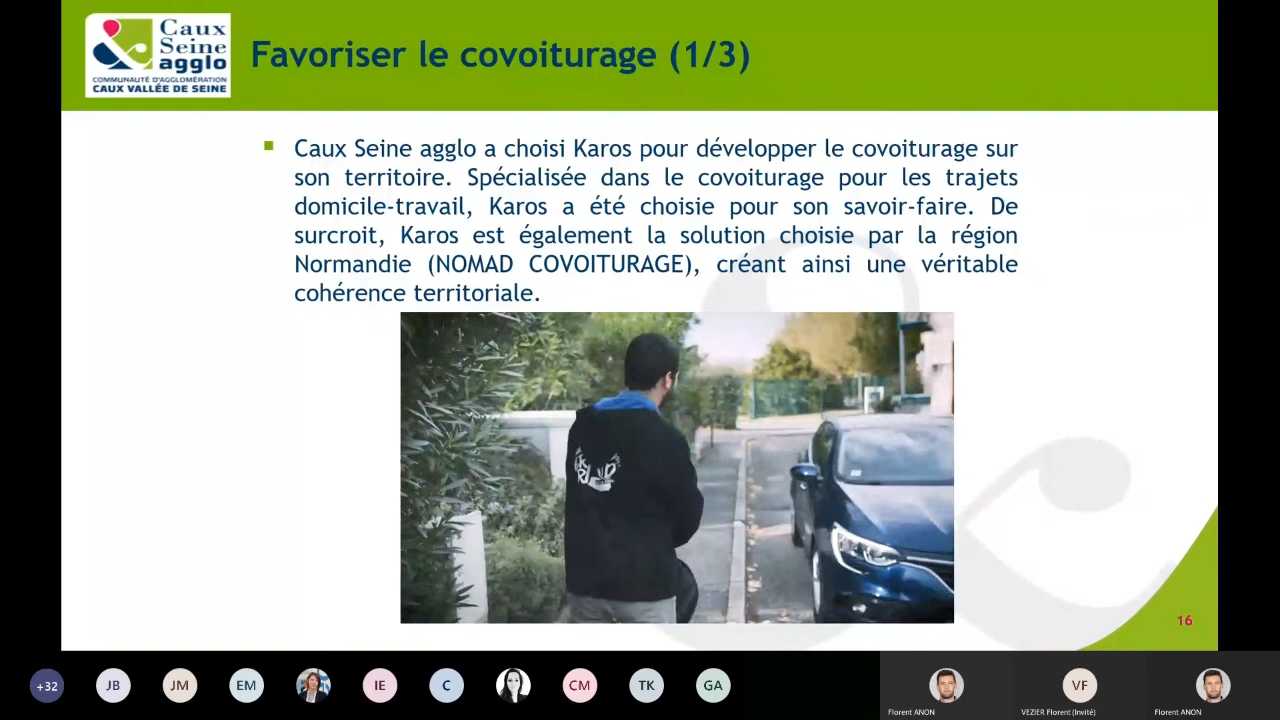 Caux
Seine
agglo
COMMUNAUTÉ D'AGGLOMÉRATION
CAUX VALLÉE DE SEINE
Favoriser le covoiturage (1/3)
Caux Seine agglo a choisi Karos pour développer le covoiturage sur
son territoire. Spécialisée dans le covoiturage pour les trajets
domicile-travail, Karos a été choisie pour son savoir-faire. De
surcroit, Karos est également la solution choisie par la région
Normandie (NOMAD COVOITURAGE), créant ainsi une véritable
cohérence territoriale.
16
+32
JB
JM
EM
IE
C
CM
TK
GA
VF
Florent ANON
VEZIER Florent (Invité)
Florent ANON